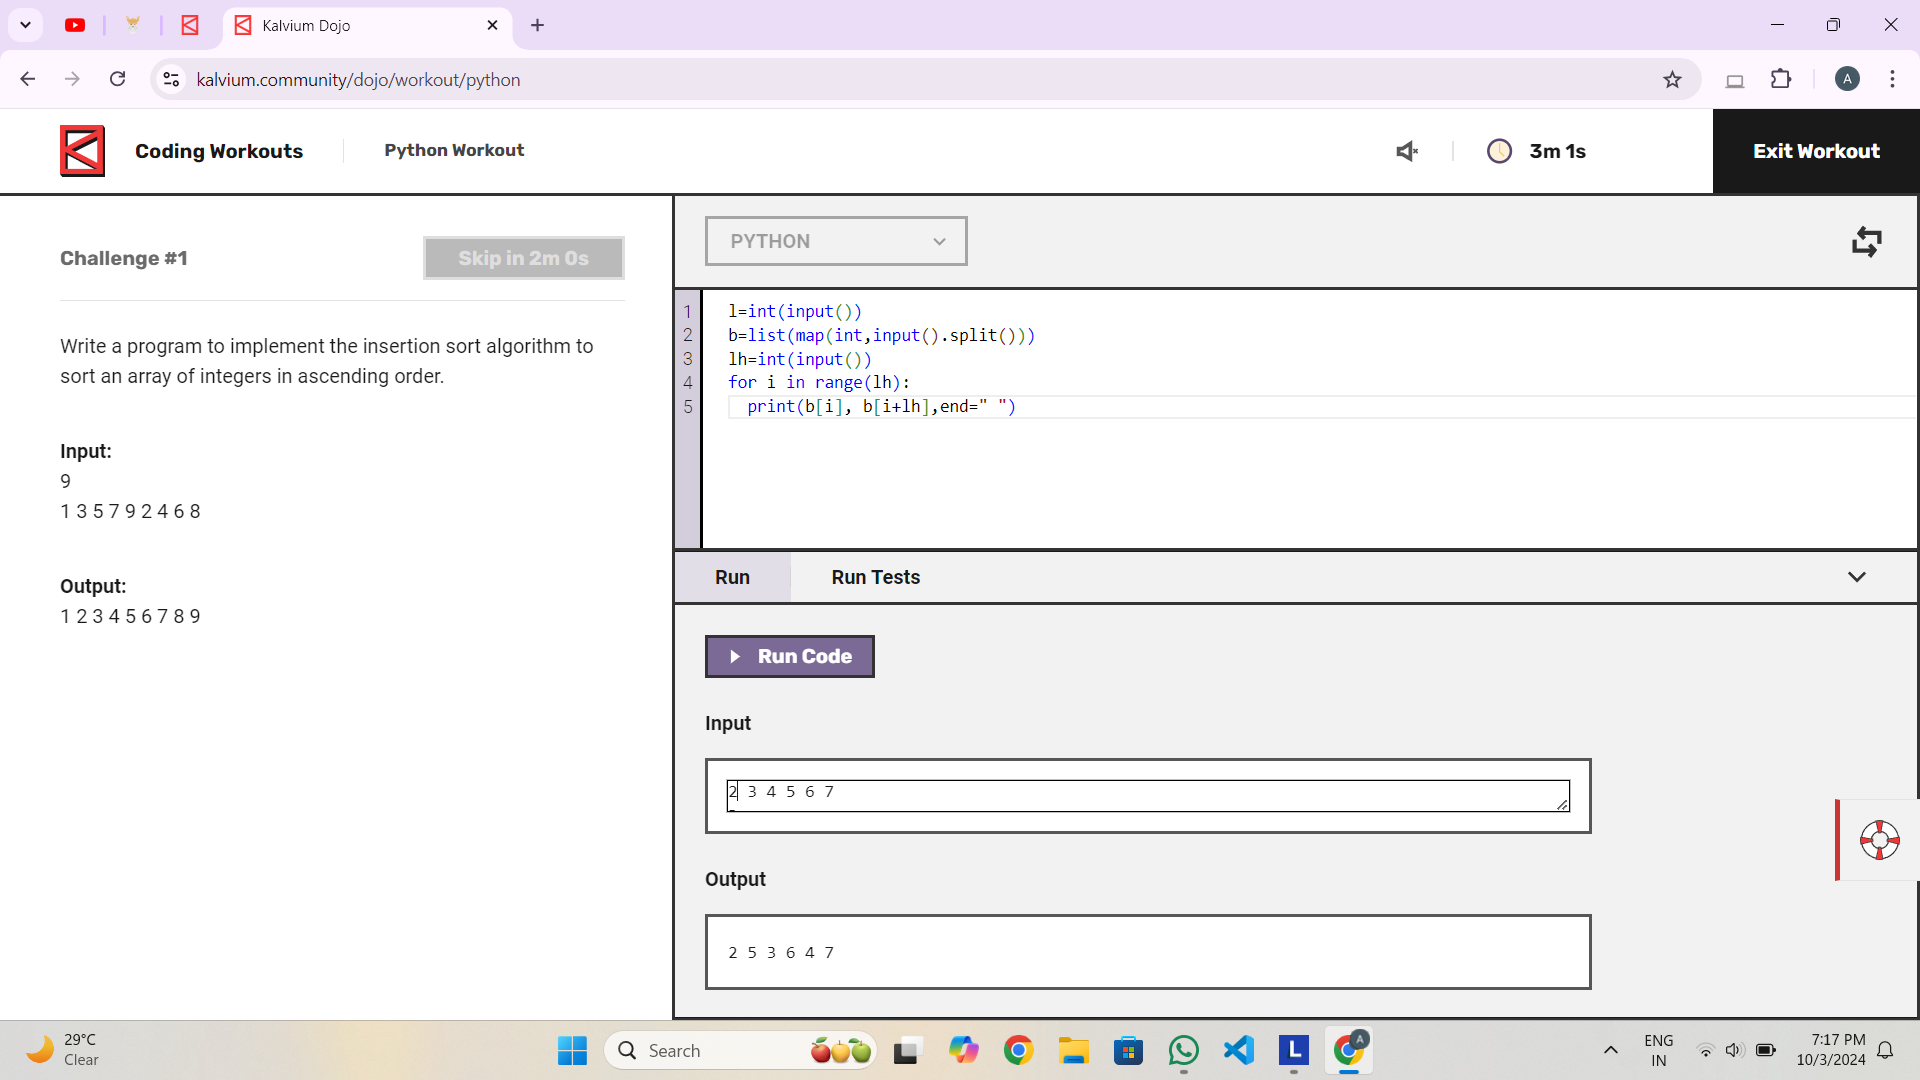 Kalvium Dojo
kalvium.community/dojo/workout/python
A
Coding Workouts
Python Workout
3m 1s
Exit Workout
Challenge #1
Skip in 2m 0s
Write a program to implement the insertion sort algorithm to
sort an array of integers in ascending order.
Input:
9
1 3 5 7 9 2 4 6 8
Output:
1 2 3 4 5 6 7 8 9
PYTHON
1 l=int(input())
2 b=list(map(int,input().split()))
3 lh=int(input())
4 for i in range(lh):
5 print(b[i], b[i+lh],end=" ")
Run
Run Tests
Run Code
Input
2 3 4 5 6 7
Output
2 5 3 6 4 7
29°C
Clear
Search
L
A
ENG
IN
7:17 PM
10/3/2024